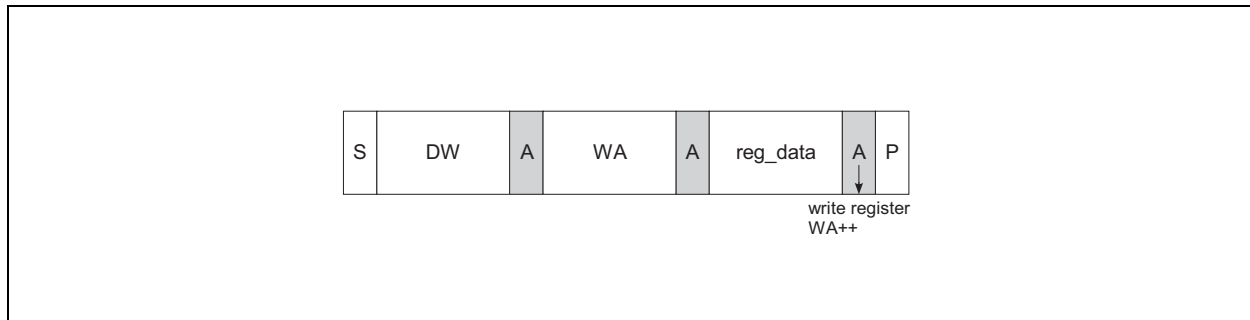 S DW A WA A reg_data A P
write register
WA++